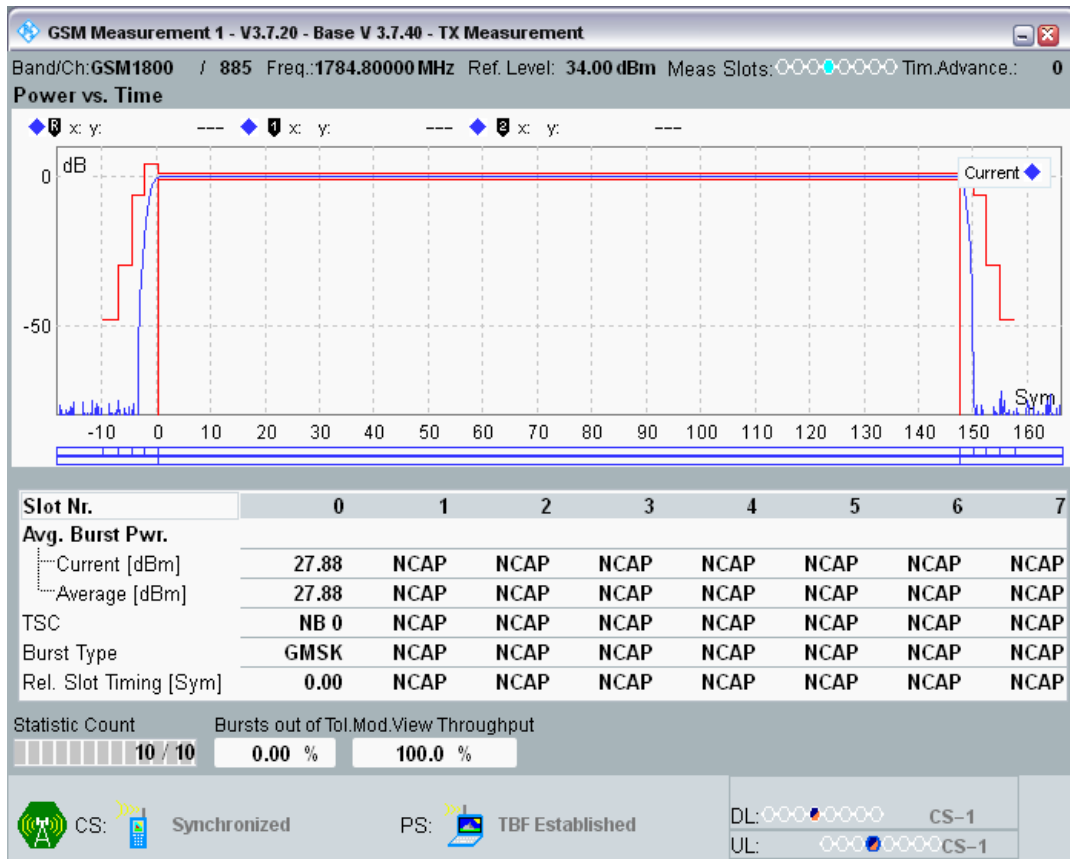 GSM Measurement 1 - V3.7.20 - Base V 3.7.40 - TX Measurement
Band/Ch:GSM1800 / 885 Freq.:1784.80000 MHz Ref. Level: 34.00 dBm Meas Slots: Tim.Advance.: 0
Power vs. Time
R x: y: --- 1 x: y: --- 2 x: y: ---
dB
Current
0
-50
Sym
-10 0 10 20 30 40 50 60 70 80 90 100 110 120 130 140 150 160
Slot Nr. 0 1 2 3 4 5 6 7
Avg. Burst Pwr.
Current [dBm] 27.88 NCAP NCAP NCAP NCAP NCAP NCAP NCAP
Average [dBm] 27.88 NCAP NCAP NCAP NCAP NCAP NCAP NCAP
TSC NB 0 NCAP NCAP NCAP NCAP NCAP NCAP NCAP
Burst Type GMSK NCAP NCAP NCAP NCAP NCAP NCAP NCAP
Rel. Slot Timing [Sym] 0.00 NCAP NCAP NCAP NCAP NCAP NCAP NCAP
Statistic Count Bursts out of Tol. Mod.View Throughput
10 / 10 0.00 % 100.0 %
CS: Synchronized PS: TBF Established
DL: CS-1
UL: CS-1